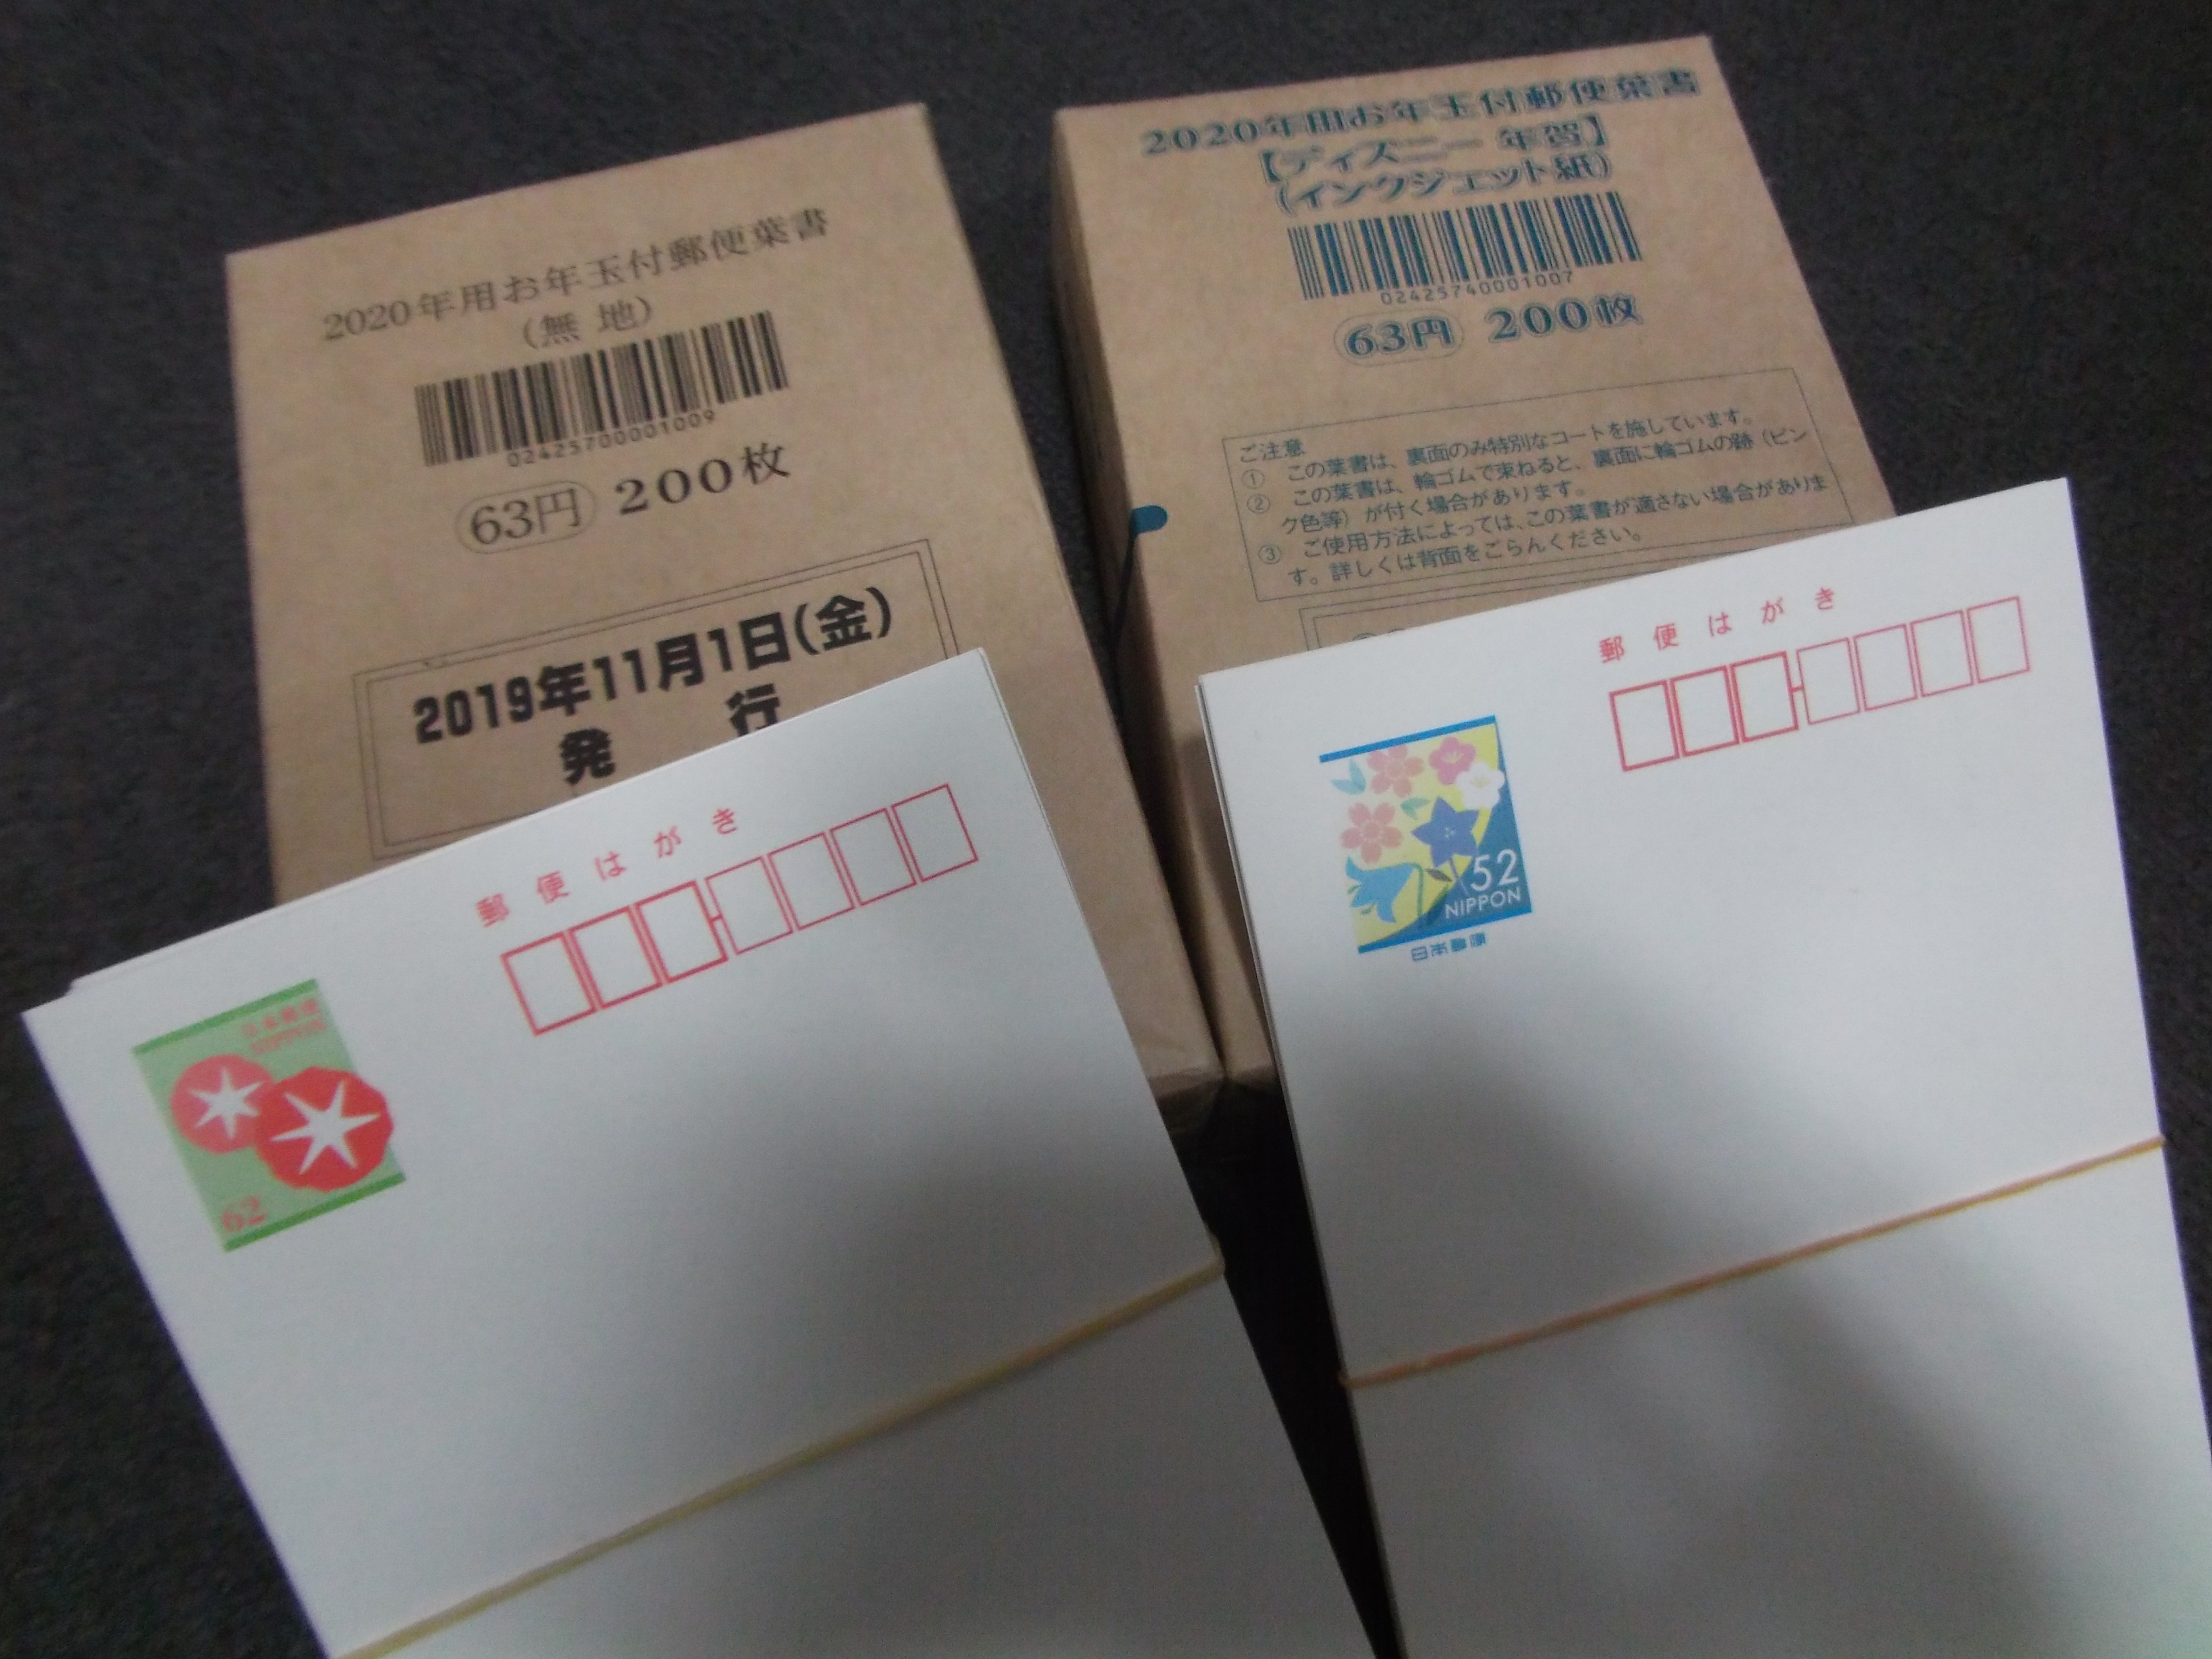 2020年用お年玉付郵便葉書
(無 地)
02425700001009
63円 200枚
2019年11月1日(金)
発 行
2020年用お年玉付郵便葉書
【ディズニー 年賀】
(インクジェット紙)
02425740001007
63円 200枚
ご注意
① この葉書は、裏面のみ特別なコートを施しています。
② この葉書は、輪ゴムで束ねると、裏面に輪ゴムの跡(ピン
ク色等)が付く場合があります。
③ ご使用方法によっては、この葉書が適さない場合がありま
す。詳しくは背面をごらんください。
郵便はがき
日本郵便
NIPPON
62
郵便はがき
52
NIPPON
日本郵便